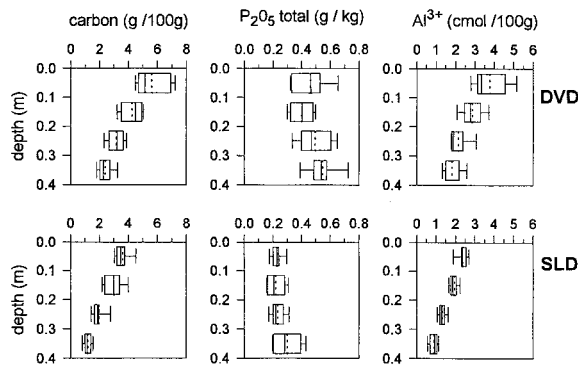 carbon (g /100g)
P2O5 total (g / kg)
Al3+ (cmol /100g)
0 2 4 6 8
0.0 0.2 0.4 0.6 0.8
0 1 2 3 4 5 6
0.0
0.1
0.2
0.3
0.4
depth (m)
DVD
0 2 4 6 8
0.0 0.2 0.4 0.6 0.8
0 1 2 3 4 5 6
0.0
0.1
0.2
0.3
0.4
depth (m)
SLD